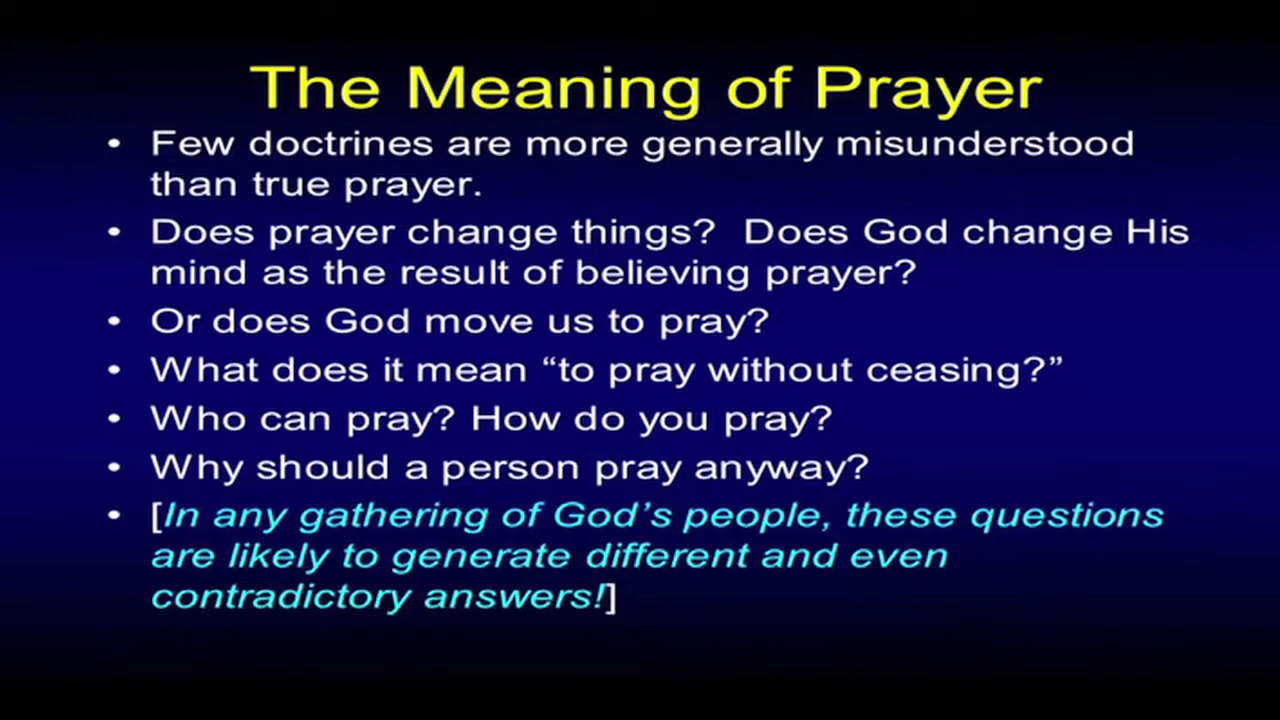 The Meaning of Prayer
• Few doctrines are more generally misunderstood
than true prayer.
• Does prayer change things? Does God change His
mind as the result of believing prayer?
• Or does God move us to pray?
• What does it mean “to pray without ceasing?”
• Who can pray? How do you pray?
• Why should a person pray anyway?
• [In any gathering of God’s people, these questions
are likely to generate different and even
contradictory answers!]